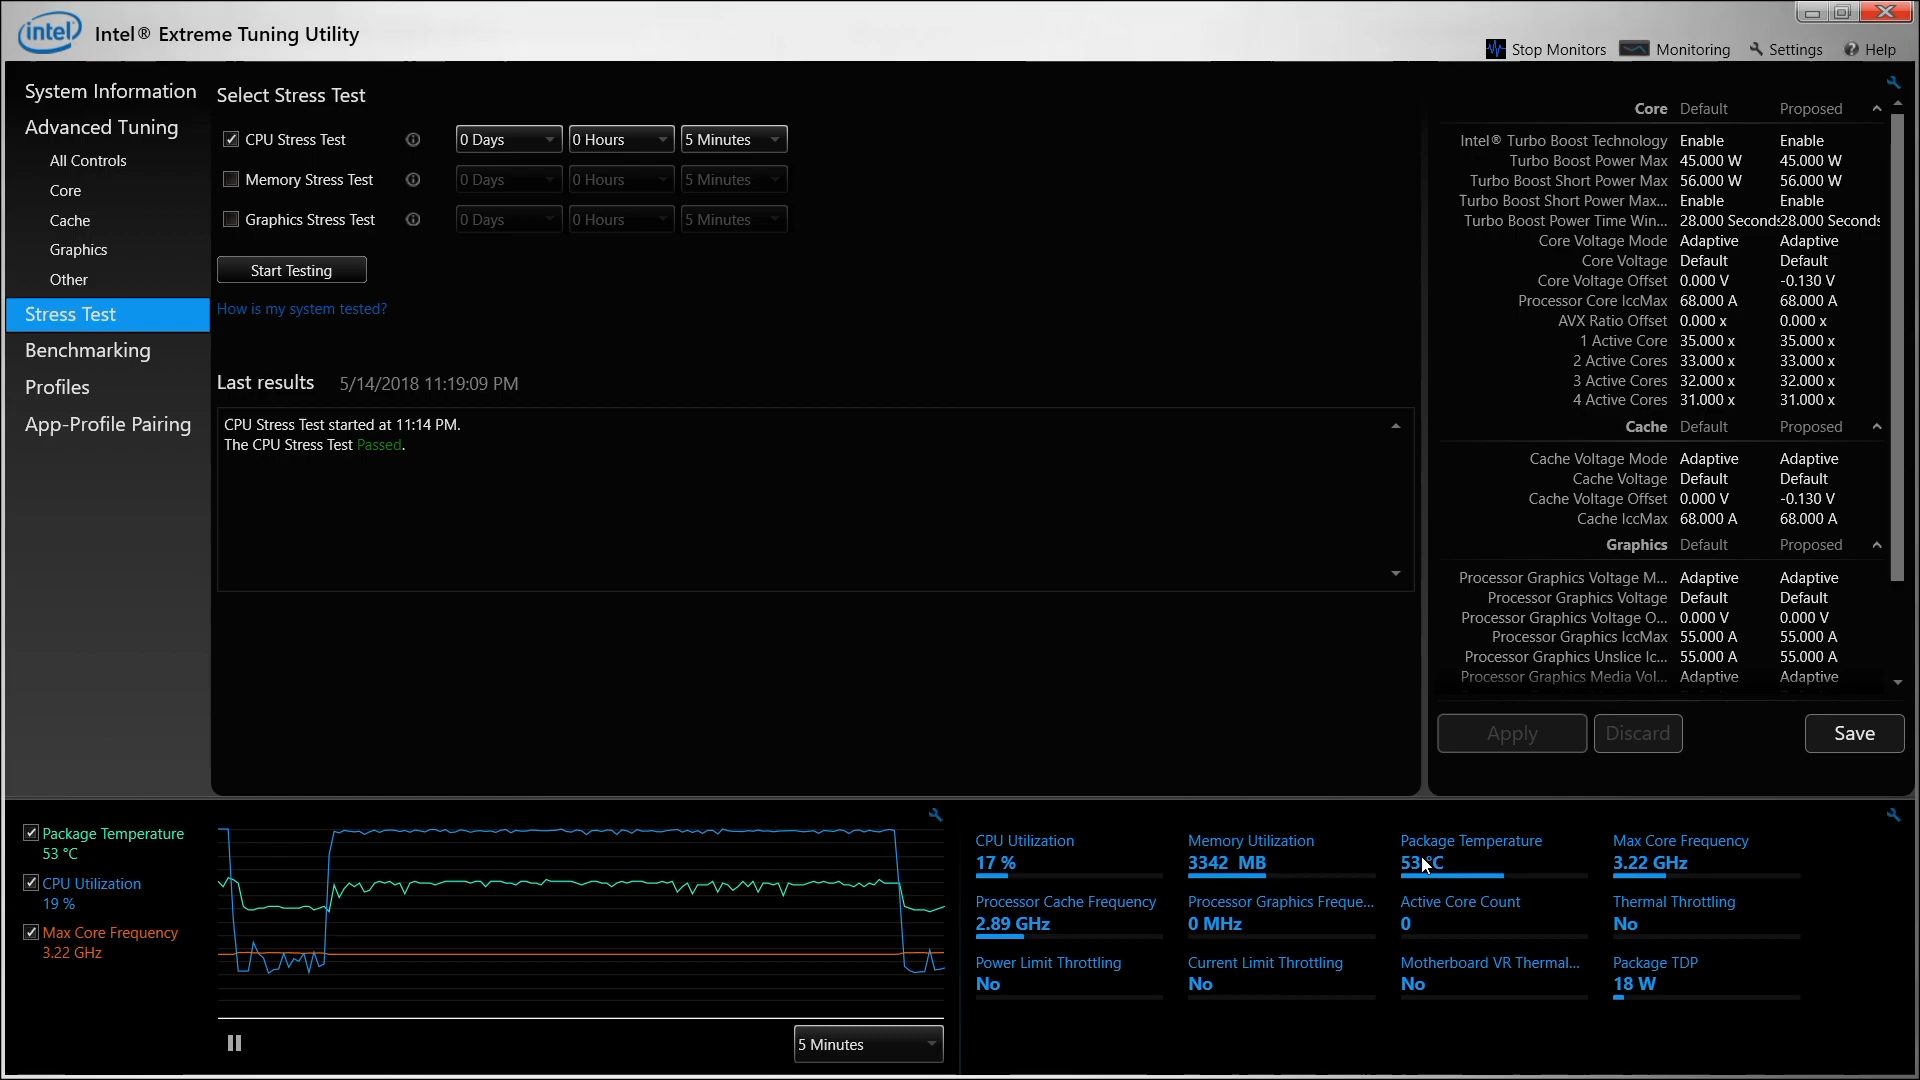 intel
Intel® Extreme Tuning Utility
Stop Monitors
Monitoring
Settings
Help
System Information
Advanced Tuning
All Controls
Core
Cache
Graphics
Other
Stress Test
Benchmarking
Profiles
App-Profile Pairing
Select Stress Test
CPU Stress Test 0 Days 0 Hours 5 Minutes
Memory Stress Test 0 Days 0 Hours 5 Minutes
Graphics Stress Test 0 Days 0 Hours 5 Minutes
Start Testing
How is my system tested?
Last results 5/14/2018 11:19:09 PM
CPU Stress Test started at 11:14 PM.
The CPU Stress Test Passed.
Core Default Proposed
Intel® Turbo Boost Technology Enable Enable
Turbo Boost Power Max 45.000 W 45.000 W
Turbo Boost Short Power Max 56.000 W 56.000 W
Turbo Boost Short Power Max... Enable Enable
Turbo Boost Power Time Win... 28.000 Seconds 28.000 Seconds
Core Voltage Mode Adaptive Adaptive
Core Voltage Default Default
Core Voltage Offset 0.000 V -0.130 V
Processor Core IccMax 68.000 A 68.000 A
AVX Ratio Offset 0.000 x 0.000 x
1 Active Core 35.000 x 35.000 x
2 Active Cores 33.000 x 33.000 x
3 Active Cores 32.000 x 32.000 x
4 Active Cores 31.000 x 31.000 x
Cache Default Proposed
Cache Voltage Mode Adaptive Adaptive
Cache Voltage Default Default
Cache Voltage Offset 0.000 V -0.130 V
Cache IccMax 68.000 A 68.000 A
Graphics Default Proposed
Processor Graphics Voltage M... Adaptive Adaptive
Processor Graphics Voltage Default Default
Processor Graphics Voltage O... 0.000 V 0.000 V
Processor Graphics IccMax 55.000 A 55.000 A
Processor Graphics Unslice Ic... 55.000 A 55.000 A
Processor Graphics Media Vol... Adaptive Adaptive
Apply Discard Save
Package Temperature
53 °C
CPU Utilization
19 %
Max Core Frequency
3.22 GHz
5 Minutes
CPU Utilization Memory Utilization Package Temperature Max Core Frequency
17 % 3342 MB 53 °C 3.22 GHz
Processor Cache Frequency Processor Graphics Freque... Active Core Count Thermal Throttling
2.89 GHz 0 MHz 0 No
Power Limit Throttling Current Limit Throttling Motherboard VR Thermal... Package TDP
No No No 18 W